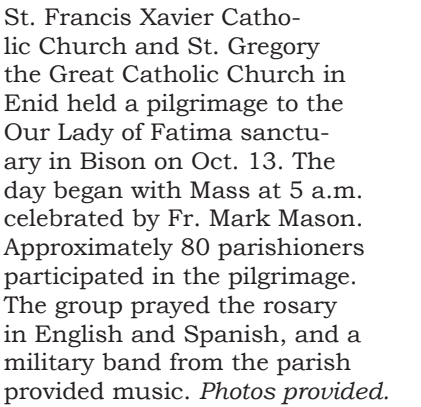 St. Francis Xavier Catho-
lic Church and St. Gregory
the Great Catholic Church in
Enid held a pilgrimage to the
Our Lady of Fatima sanctu-
ary in Bison on Oct. 13. The
day began with Mass at 5 a.m.
celebrated by Fr. Mark Mason.
Approximately 80 parishioners
participated in the pilgrimage.
The group prayed the rosary
in English and Spanish, and a
military band from the parish
provided music. Photos provided.